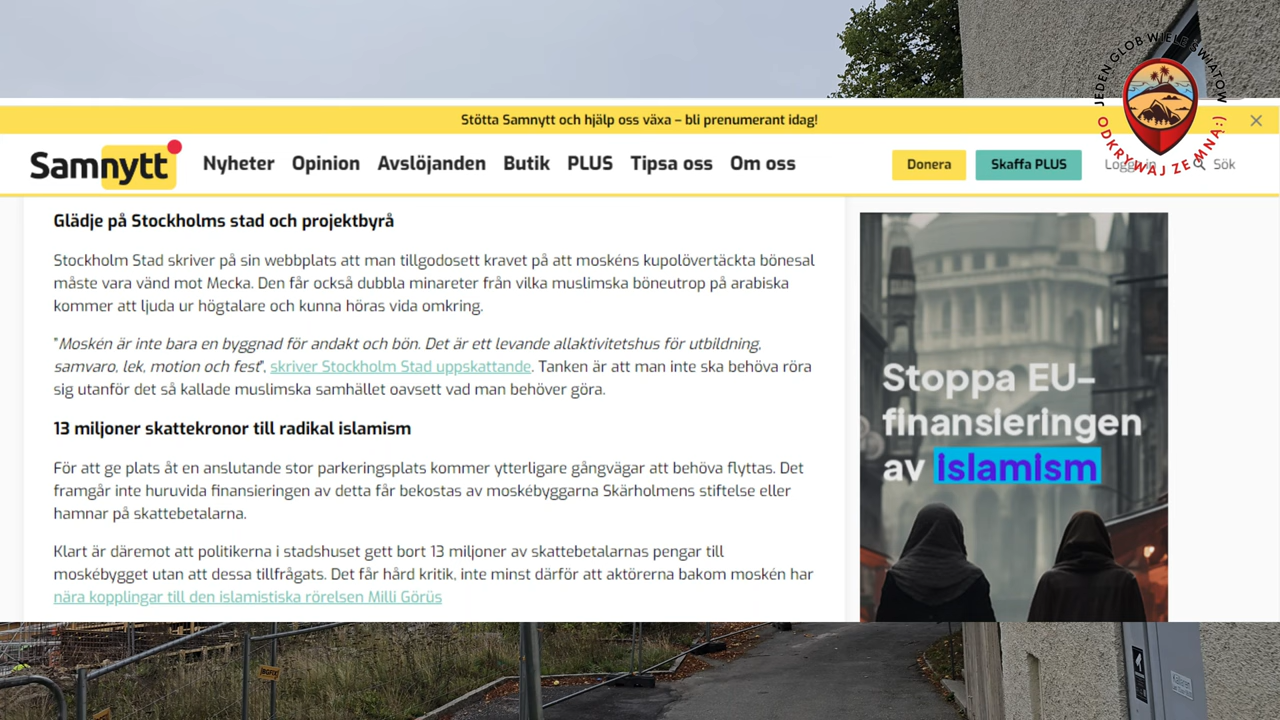 JEDEN GLOB WIELE ŚWIATÓW
ODKRYWAJ ZE MNĄ:)
Stötta Samnytt och hjälp oss växa – bli prenumerant idag!
Samnytt
Nyheter Opinion Avslöjanden Butik PLUS Tipsa oss Om oss
Donera Skaffa PLUS Sök
Glädje på Stockholms stad och projektbyrå
Stockholm Stad skriver på sin webbplats att man tillgodosett kravet på att moskéns kupolövertäckta bönesal
måste vara vänd mot Mecka. Den får också dubbla minareter från vilka muslimska böneutrop på arabiska
kommer att ljuda ur högtalare och kunna höras vida omkring.
"Moskén är inte bara en byggnad för andakt och bön. Det är ett levande allaktivitetshus för utbildning,
samvaro, lek, motion och fest", skriver Stockholm Stad uppskattande. Tanken är att man inte ska behöva röra
sig utanför det så kallade muslimska samhället oavsett vad man behöver göra.
13 miljoner skattekronor till radikal islamism
För att ge plats åt en anslutande stor parkeringsplats kommer ytterligare gångvägar att behöva flyttas. Det
framgår inte huruvida finansieringen av detta får bekostas av moskébyggarna Skärholmens stiftelse eller
hamnar på skattebetalarna.
Klart är däremot att politikerna i stadshuset gett bort 13 miljoner av skattebetalarnas pengar till
moskébygget utan att dessa tillfrågats. Det får hård kritik, inte minst därför att aktörerna bakom moskén har
nära kopplingar till den islamistiska rörelsen Milli Görüs
Stoppa EU–
finansieringen
av islamism